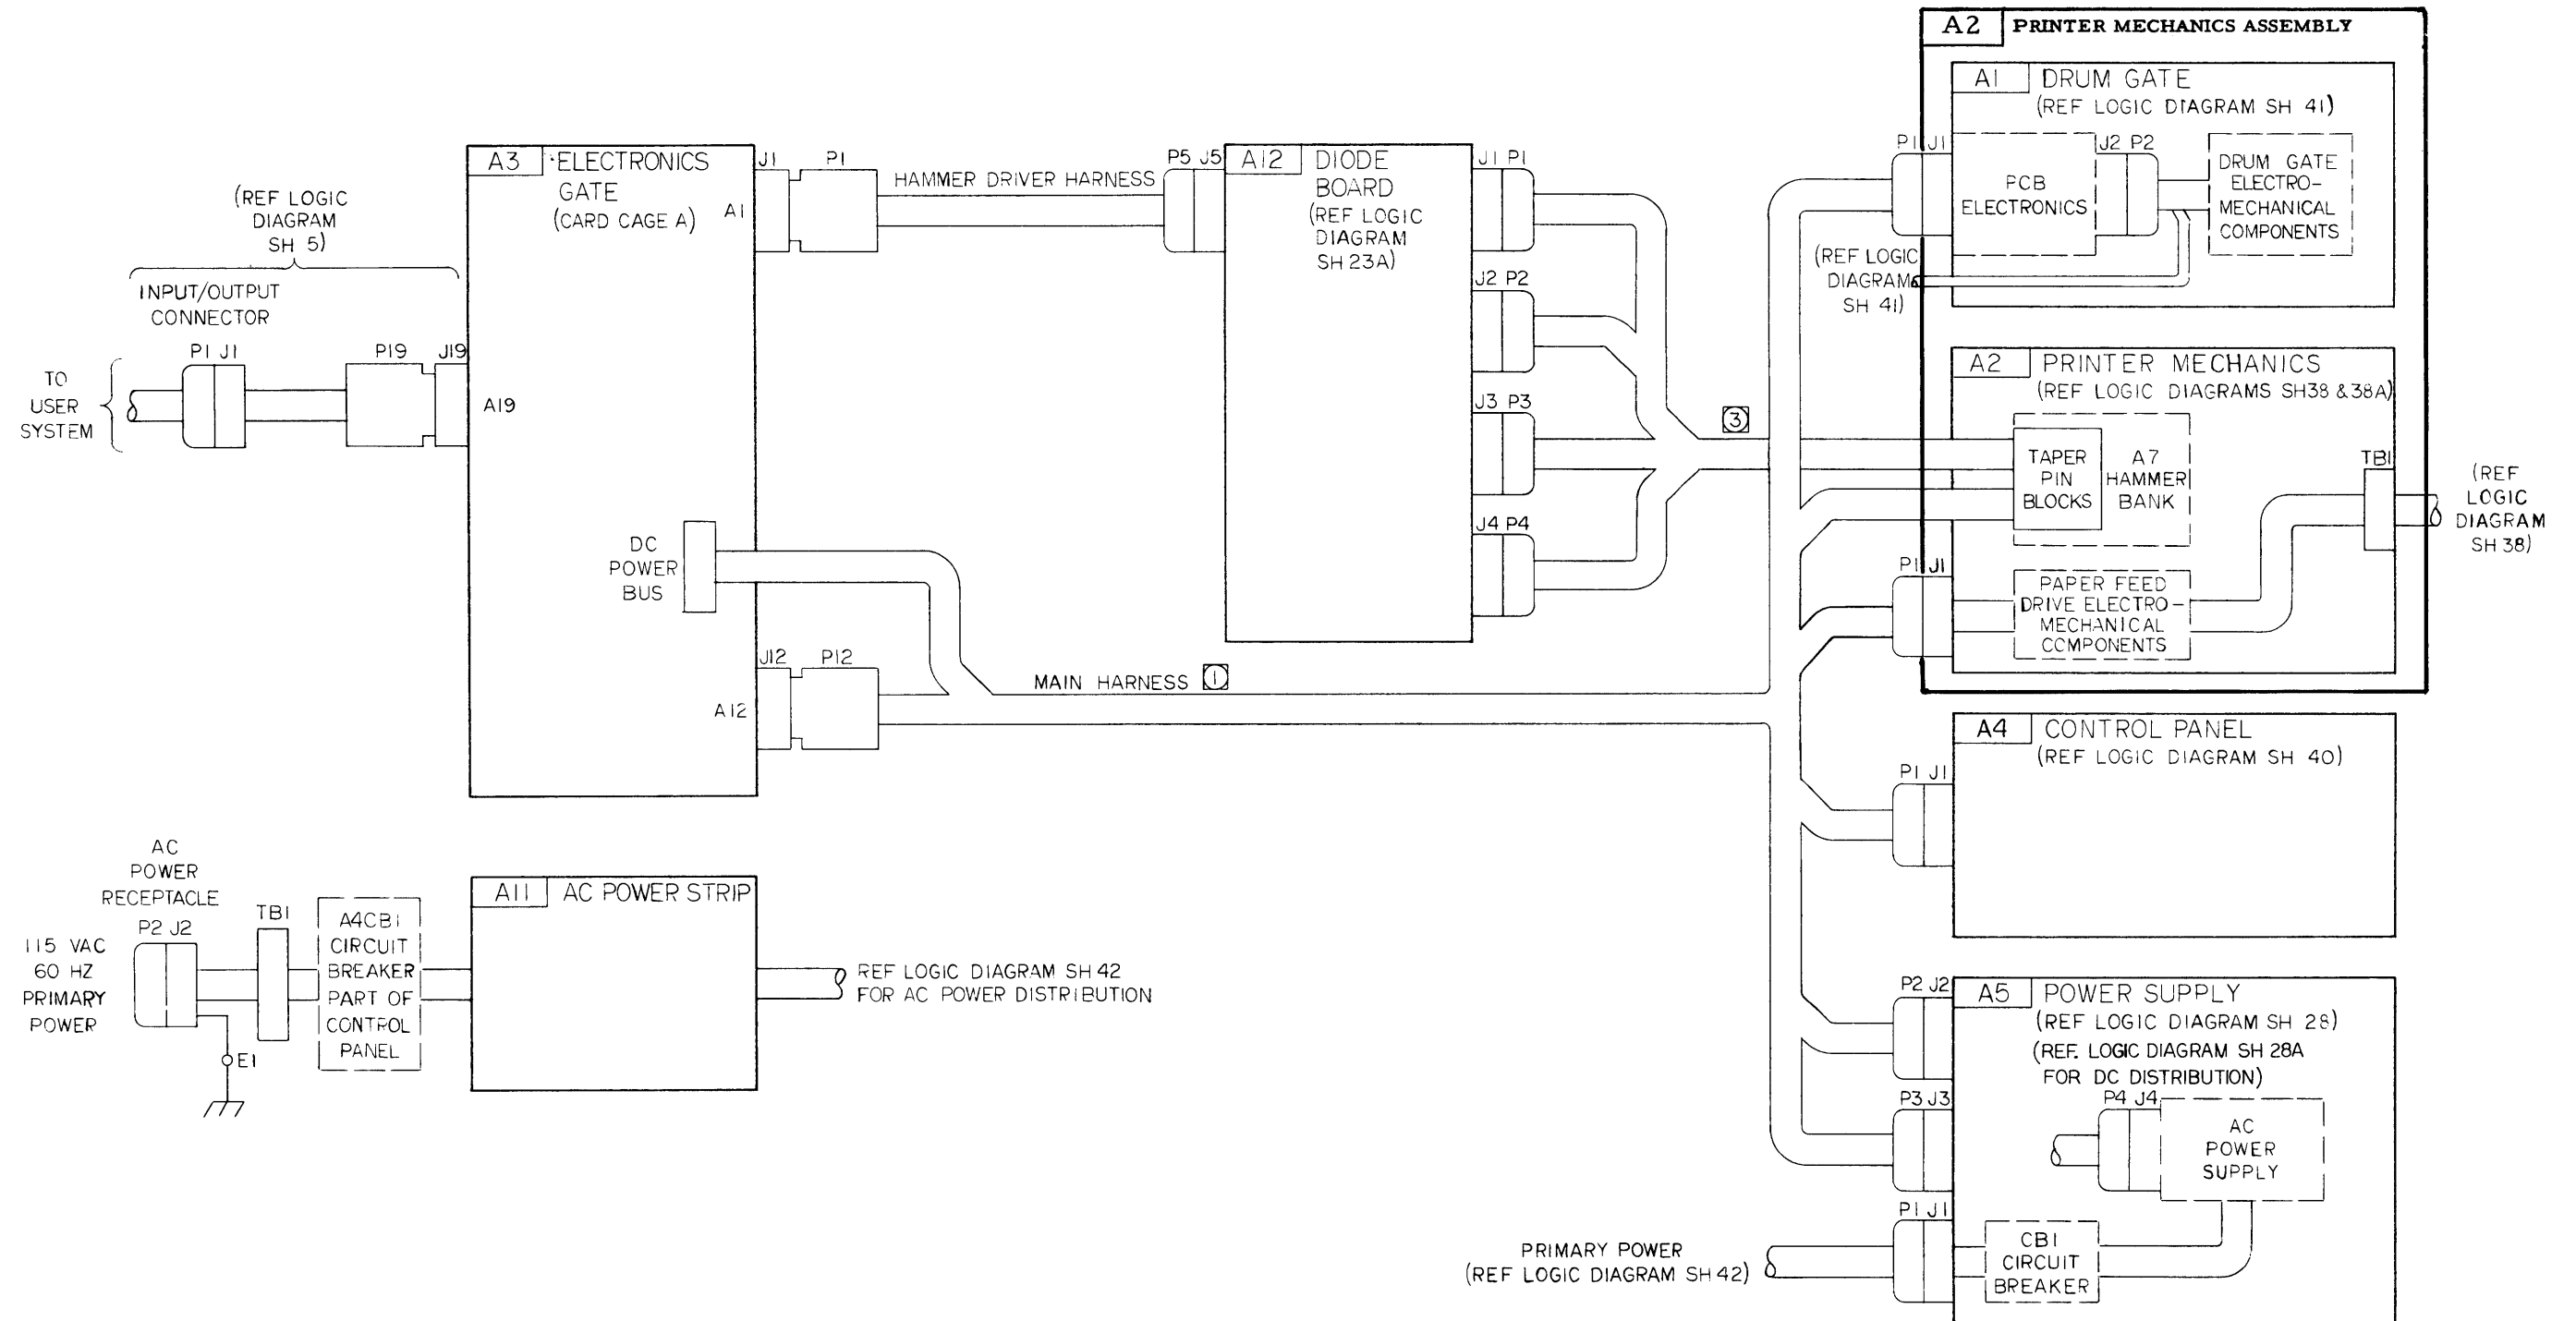 A2 PRINTER MECHANICS ASSEMBLY
A1 DRUM GATE
(REF LOGIC DIAGRAM SH 41)
P1 J1
PCB
ELECTRONICS
J2 P2
DRUM GATE
ELECTRO-
MECHANICAL
COMPONENTS
(REF LOGIC
DIAGRAM
SH 41)
A2 PRINTER MECHANICS
(REF LOGIC DIAGRAMS SH38 & 38A)
TAPER
PIN
BLOCKS
A7
HAMMER
BANK
TB1
(REF
LOGIC
DIAGRAM
SH 38)
P1 J1
PAPER FEED
DRIVE ELECTRO-
MECHANICAL
COMPONENTS
A3 ELECTRONICS
GATE
(CARD CAGE A)
A1
J1 P1
HAMMER DRIVER HARNESS
P5 J5
A12 DIODE
BOARD
(REF LOGIC
DIAGRAM
SH 23A)
J1 P1
J2 P2
J3 P3
J4 P4
3
(REF LOGIC
DIAGRAM
SH 5)
INPUT/OUTPUT
CONNECTOR
P1 J1
P19 J19
TO
USER
SYSTEM
A19
DC
POWER
BUS
J12 P12
A12
MAIN HARNESS 1
A4 CONTROL PANEL
(REF LOGIC DIAGRAM SH 40)
P1 J1
AC
POWER
RECEPTACLE
P2 J2
115 VAC
60 HZ
PRIMARY
POWER
E1
TB1
A4CB1
CIRCUIT
BREAKER
PART OF
CONTROL
PANEL
A11 AC POWER STRIP
REF LOGIC DIAGRAM SH 42
FOR AC POWER DISTRIBUTION
P2 J2
A5 POWER SUPPLY
(REF LOGIC DIAGRAM SH 28)
(REF. LOGIC DIAGRAM SH 28A
FOR DC DISTRIBUTION)
P3 J3
P4 J4
AC
POWER
SUPPLY
P1 J1
CB1
CIRCUIT
BREAKER
PRIMARY POWER
(REF LOGIC DIAGRAM SH 42)